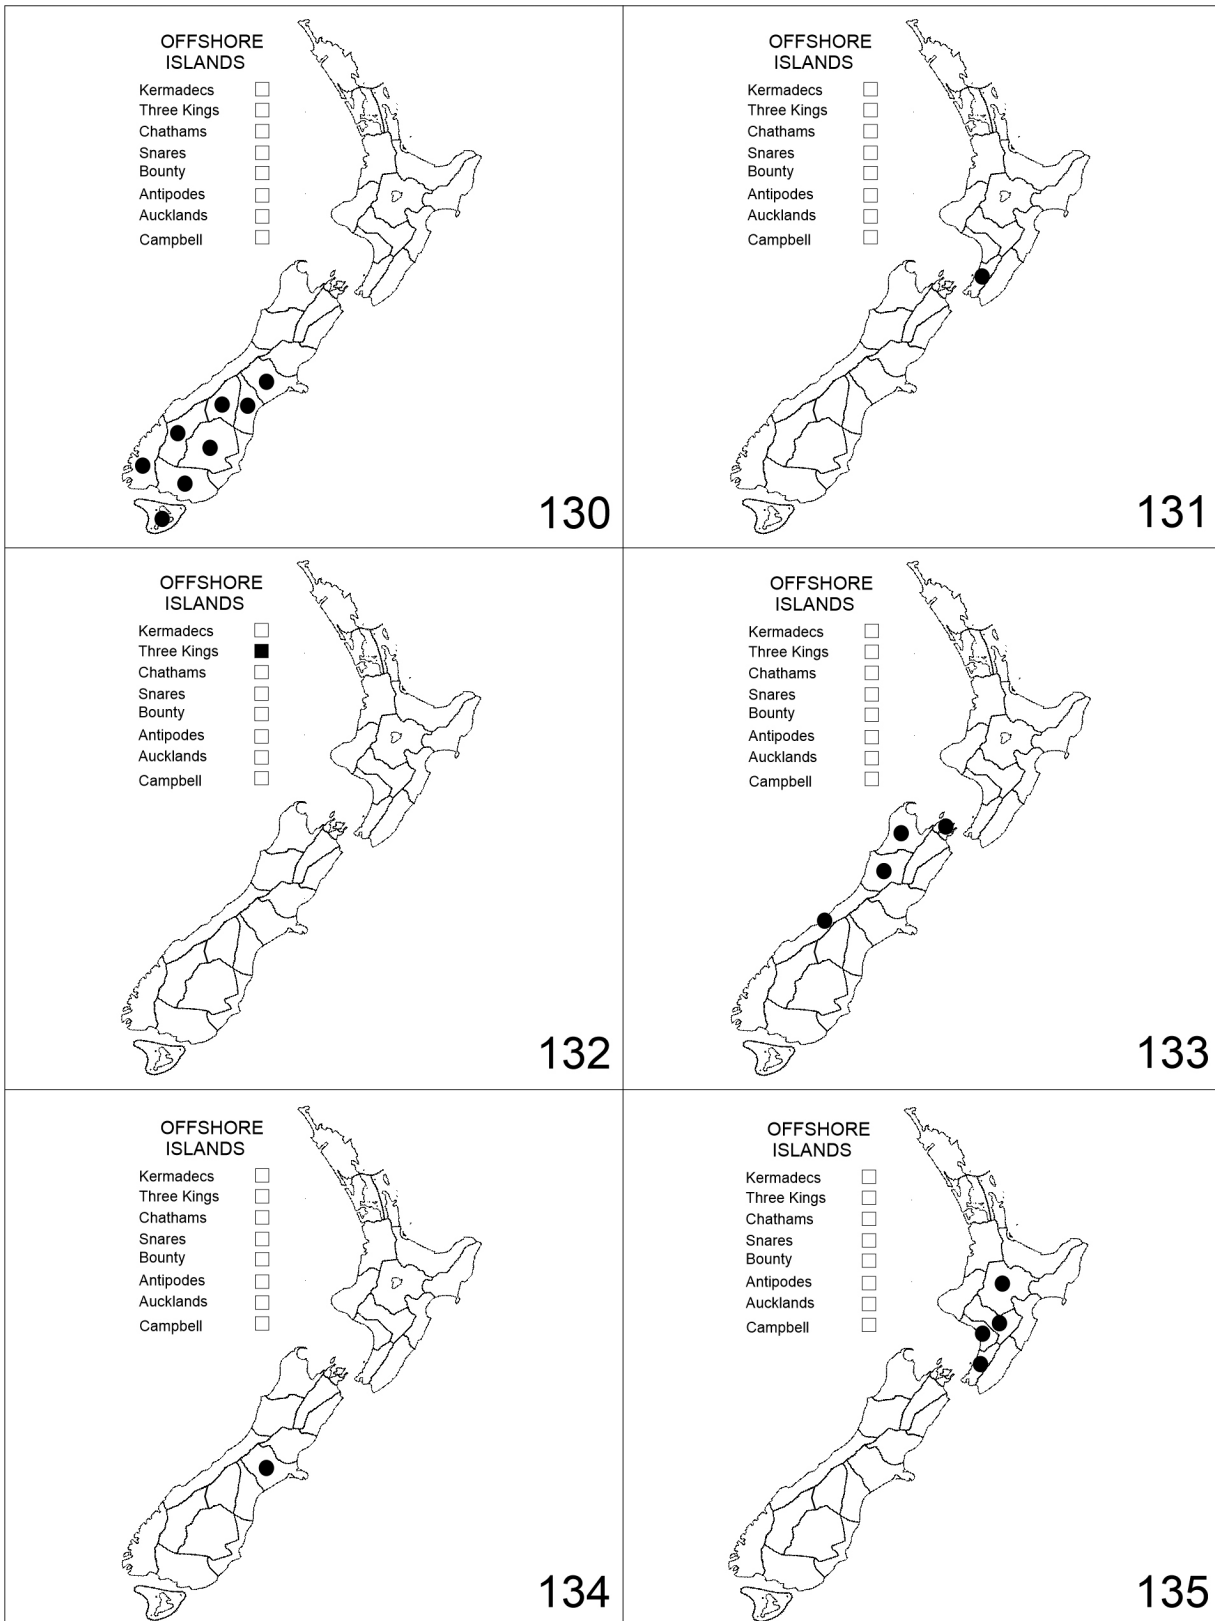 OFFSHORE
ISLANDS
Kermadecs
Three Kings
Chathams
Snares
Bounty
Antipodes
Aucklands
Campbell
130
OFFSHORE
ISLANDS
Kermadecs
Three Kings
Chathams
Snares
Bounty
Antipodes
Aucklands
Campbell
131
OFFSHORE
ISLANDS
Kermadecs
Three Kings
Chathams
Snares
Bounty
Antipodes
Aucklands
Campbell
132
OFFSHORE
ISLANDS
Kermadecs
Three Kings
Chathams
Snares
Bounty
Antipodes
Aucklands
Campbell
133
OFFSHORE
ISLANDS
Kermadecs
Three Kings
Chathams
Snares
Bounty
Antipodes
Aucklands
Campbell
134
OFFSHORE
ISLANDS
Kermadecs
Three Kings
Chathams
Snares
Bounty
Antipodes
Aucklands
Campbell
135